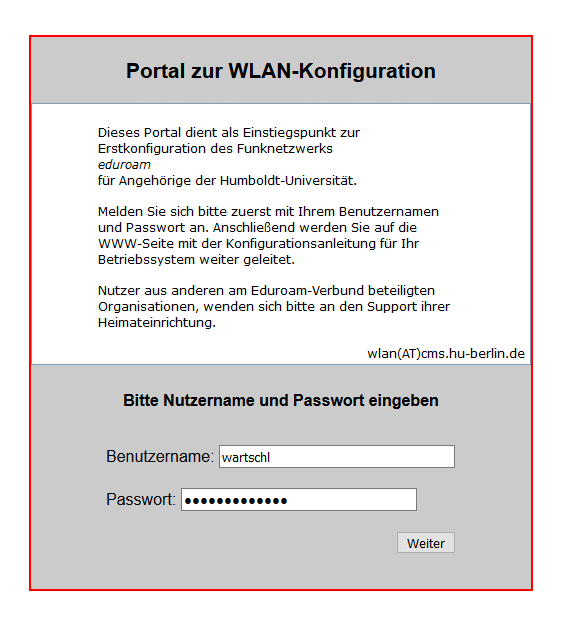 Portal zur WLAN-Konfiguration
Dieses Portal dient als Einstiegspunkt zur
Erstkonfiguration des Funknetzwerks
eduroam
für Angehörige der Humboldt-Universität.
Melden Sie sich bitte zuerst mit Ihrem Benutzernamen
und Passwort an. Anschließend werden Sie auf die
WWW-Seite mit der Konfigurationsanleitung für Ihr
Betriebssystem weiter geleitet.
Nutzer aus anderen am Eduroam-Verbund beteiligten
Organisationen, wenden sich bitte an den Support ihrer
Heimateinrichtung.
wlan(AT)cms.hu-berlin.de
Bitte Nutzername und Passwort eingeben
Benutzername: wartschl
Passwort: •••••••••••••
Weiter